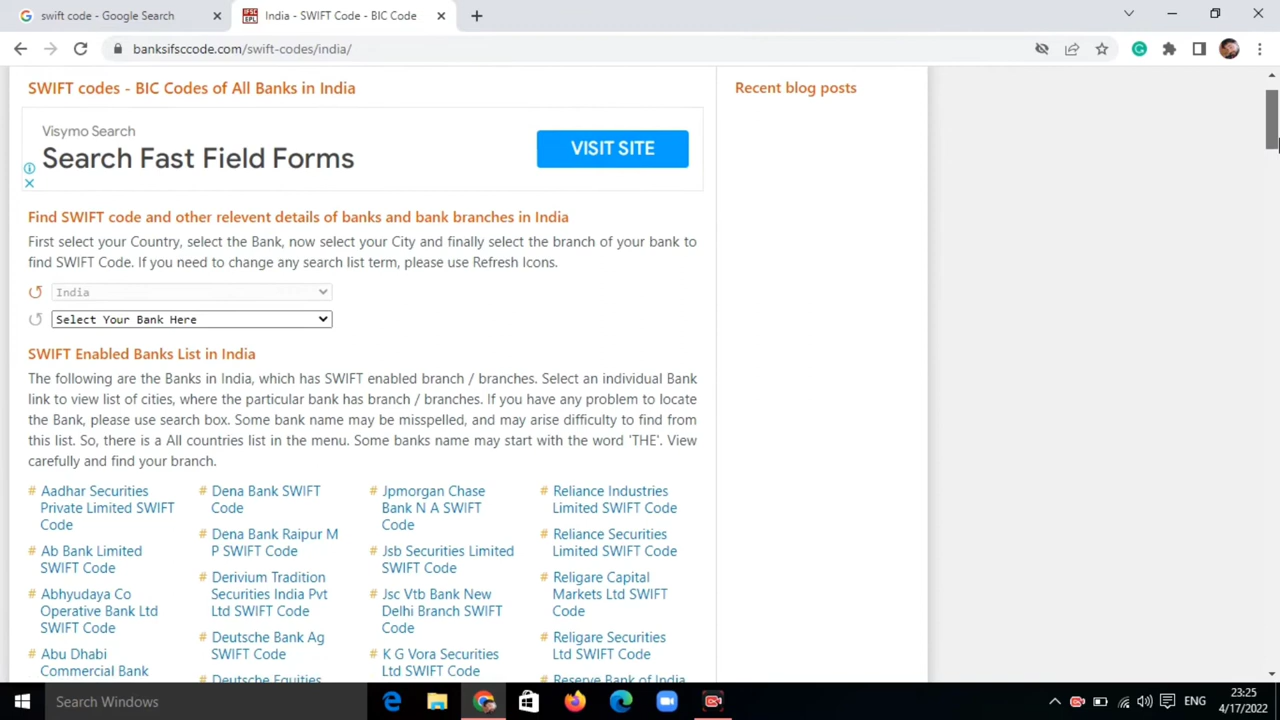 swift code - Google Search
India - SWIFT Code - BIC Code
banksifsccode.com/swift-codes/india/
SWIFT codes - BIC Codes of All Banks in India
Recent blog posts
Visymo Search
Search Fast Field Forms
VISIT SITE
Find SWIFT code and other relevent details of banks and bank branches in India
First select your Country, select the Bank, now select your City and finally select the branch of your bank to
find SWIFT Code. If you need to change any search list term, please use Refresh Icons.
India
Select Your Bank Here
SWIFT Enabled Banks List in India
The following are the Banks in India, which has SWIFT enabled branch / branches. Select an individual Bank
link to view list of cities, where the particular bank has branch / branches. If you have any problem to locate
the Bank, please use search box. Some bank name may be misspelled, and may arise difficulty to find from
this list. So, there is a All countries list in the menu. Some banks name may start with the word 'THE'. View
carefully and find your branch.
# Aadhar Securities
Private Limited SWIFT
Code
# Ab Bank Limited
SWIFT Code
# Abhyudaya Co
Operative Bank Ltd
SWIFT Code
# Abu Dhabi
Commercial Bank
# Dena Bank SWIFT
Code
# Dena Bank Raipur M
P SWIFT Code
# Derivium Tradition
Securities India Pvt
Ltd SWIFT Code
# Deutsche Bank Ag
SWIFT Code
# Deutsche Equities
# Jpmorgan Chase
Bank N A SWIFT
Code
# Jsb Securities Limited
SWIFT Code
# Jsc Vtb Bank New
Delhi Branch SWIFT
Code
# K G Vora Securities
Ltd SWIFT Code
# Reliance Industries
Limited SWIFT Code
# Reliance Securities
Limited SWIFT Code
# Religare Capital
Markets Ltd SWIFT
Code
# Religare Securities
Ltd SWIFT Code
# Reserve Bank of India
Search Windows
ENG
23:25
4/17/2022